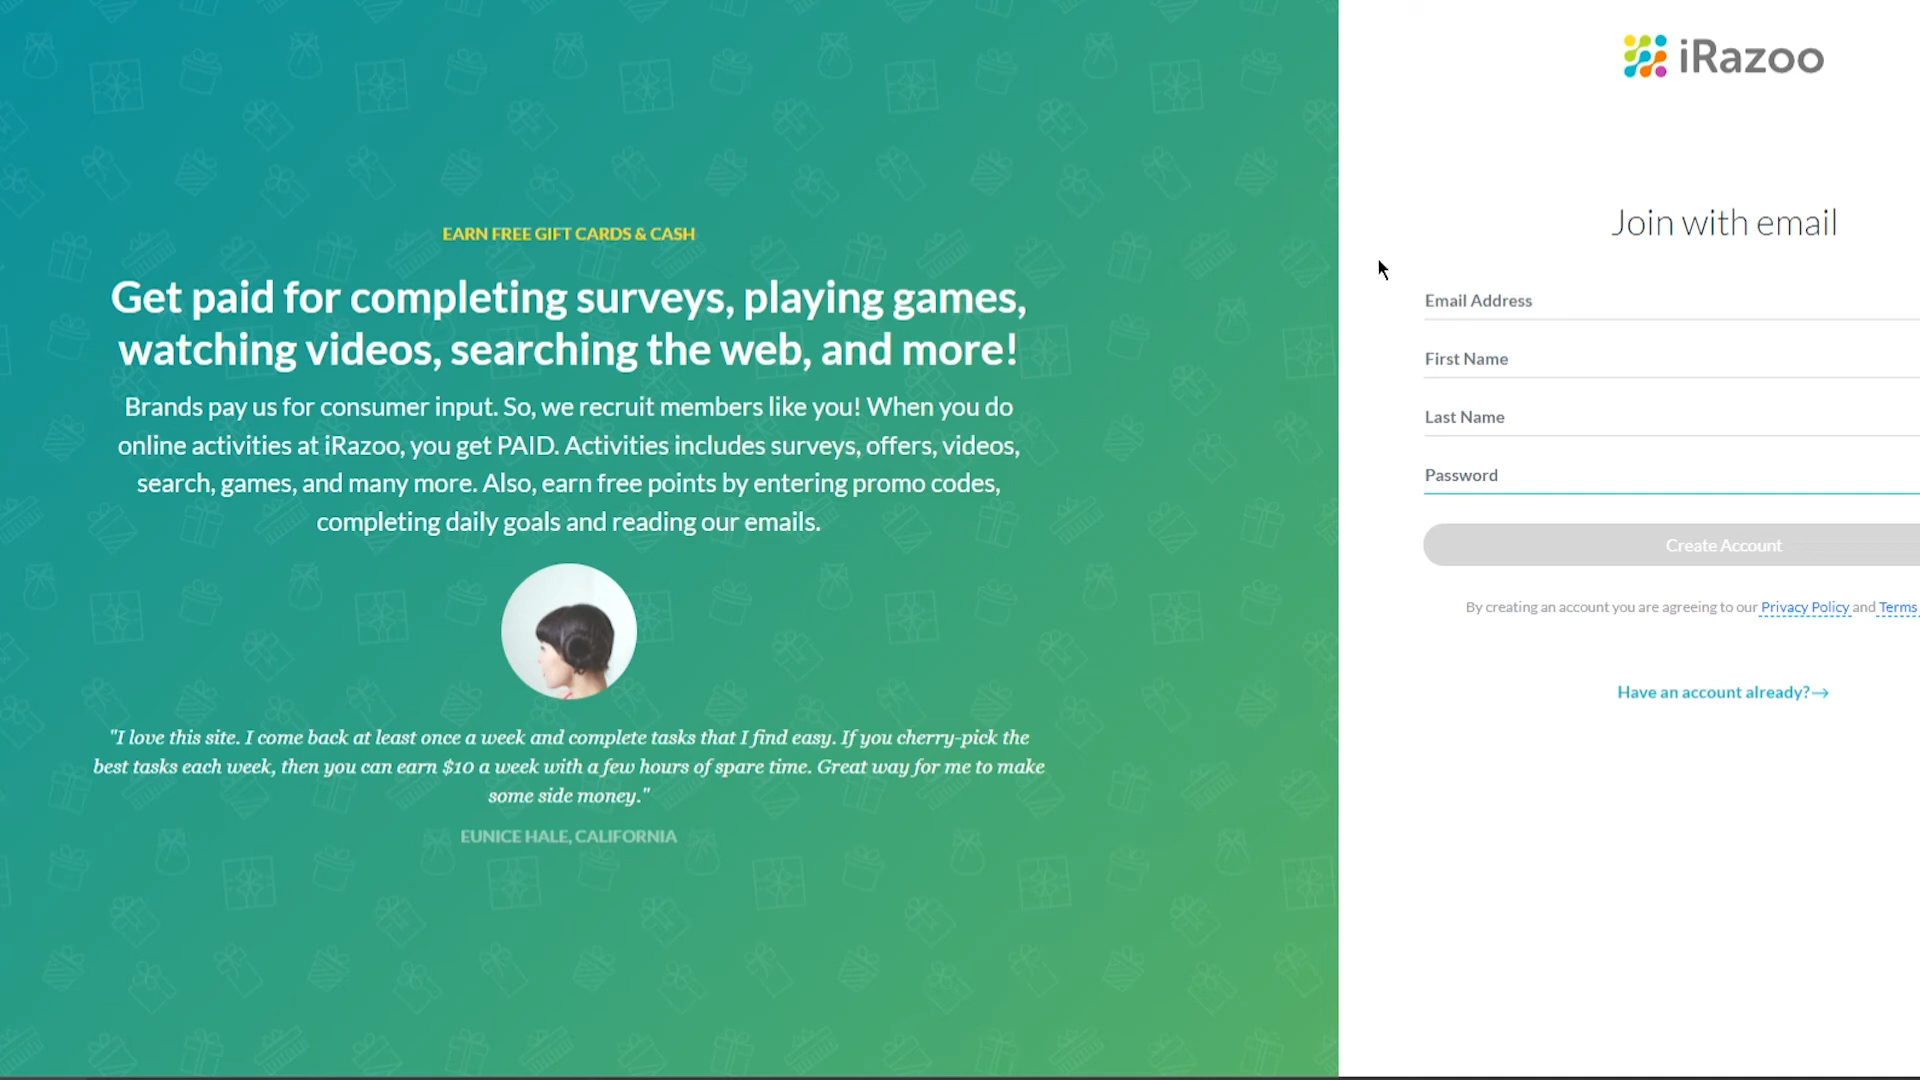 EARN FREE GIFT CARDS & CASH
Get paid for completing surveys, playing games,
watching videos, searching the web, and more!
Brands pay us for consumer input. So, we recruit members like you! When you do
online activities at iRazoo, you get PAID. Activities includes surveys, offers, videos,
search, games, and many more. Also, earn free points by entering promo codes,
completing daily goals and reading our emails.
"I love this site. I come back at least once a week and complete tasks that I find easy. If you cherry-pick the
best tasks each week, then you can earn $10 a week with a few hours of spare time. Great way for me to make
some side money."
EUNICE HALE, CALIFORNIA
iRazoo
Join with email
Email Address
First Name
Last Name
Password
Create Account
By creating an account you are agreeing to our Privacy Policy and Terms
Have an account already?→